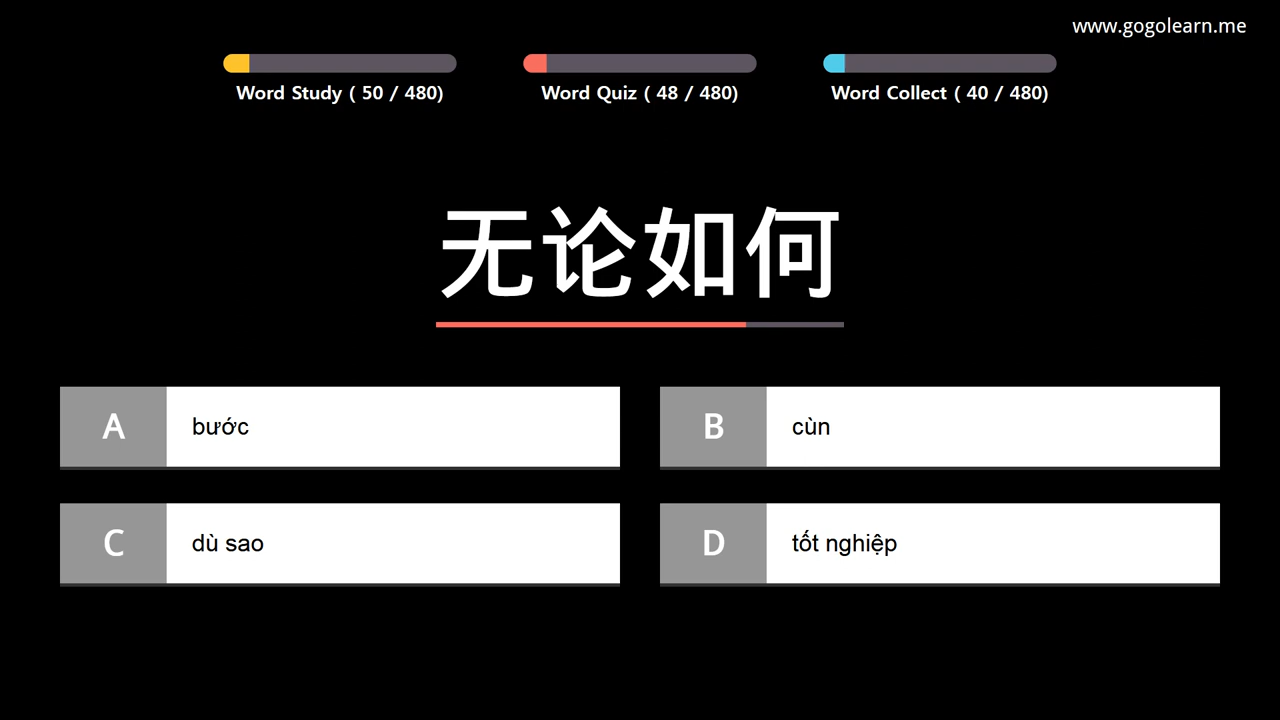 www.gogolearn.me
Word Study ( 50 / 480)
Word Quiz ( 48 / 480)
Word Collect ( 40 / 480)
无论如何
A bước
B cùn
C dù sao
D tốt nghiệp